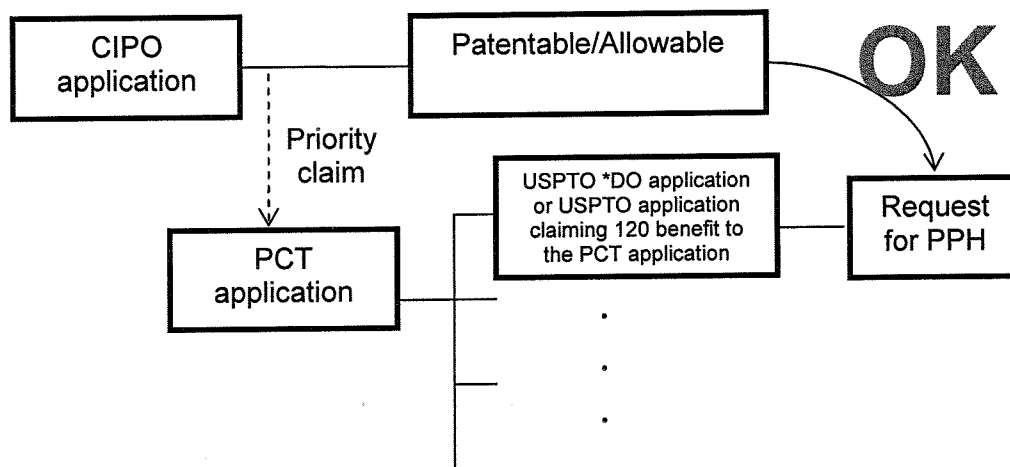 CIPO
application
Patentable/Allowable
OK
Priority
claim
USPTO *DO application
or USPTO application
claiming 120 benefit to
the PCT application
Request
for PPH
PCT
application